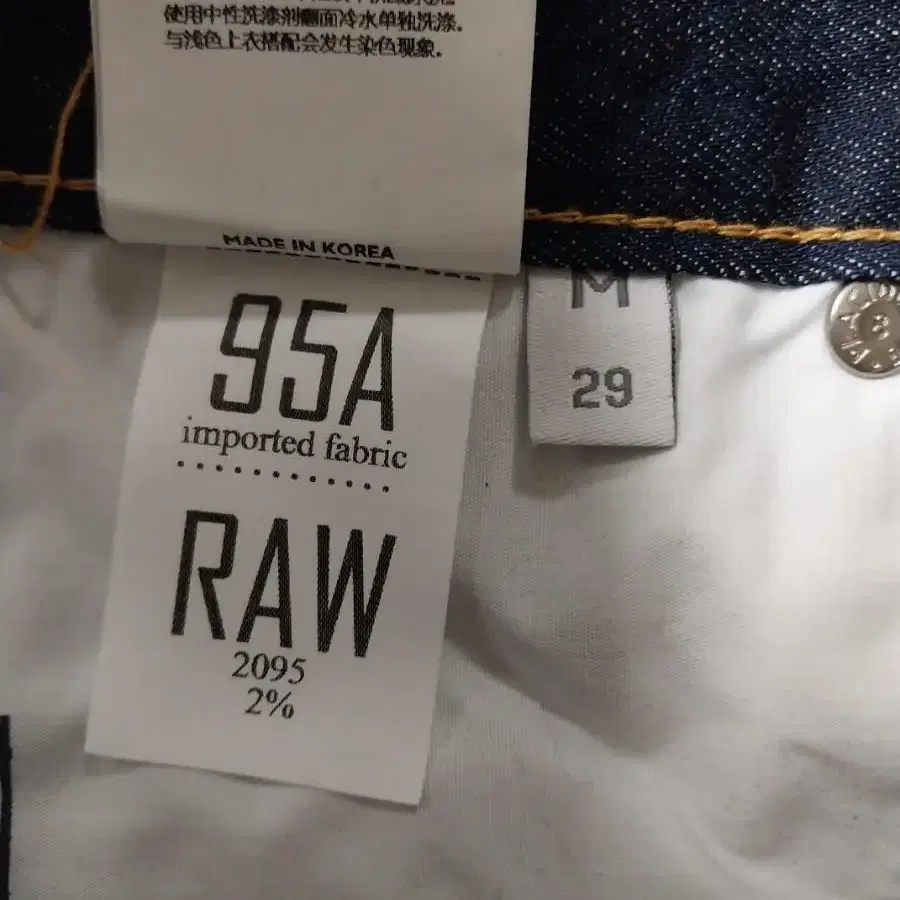 使用中性洗涤剂翻面冷水单独洗涤.
与浅色上衣搭配会发生染色现象.
MADE IN KOREA
95A
imported fabric
RAW
2095
2%
M
29